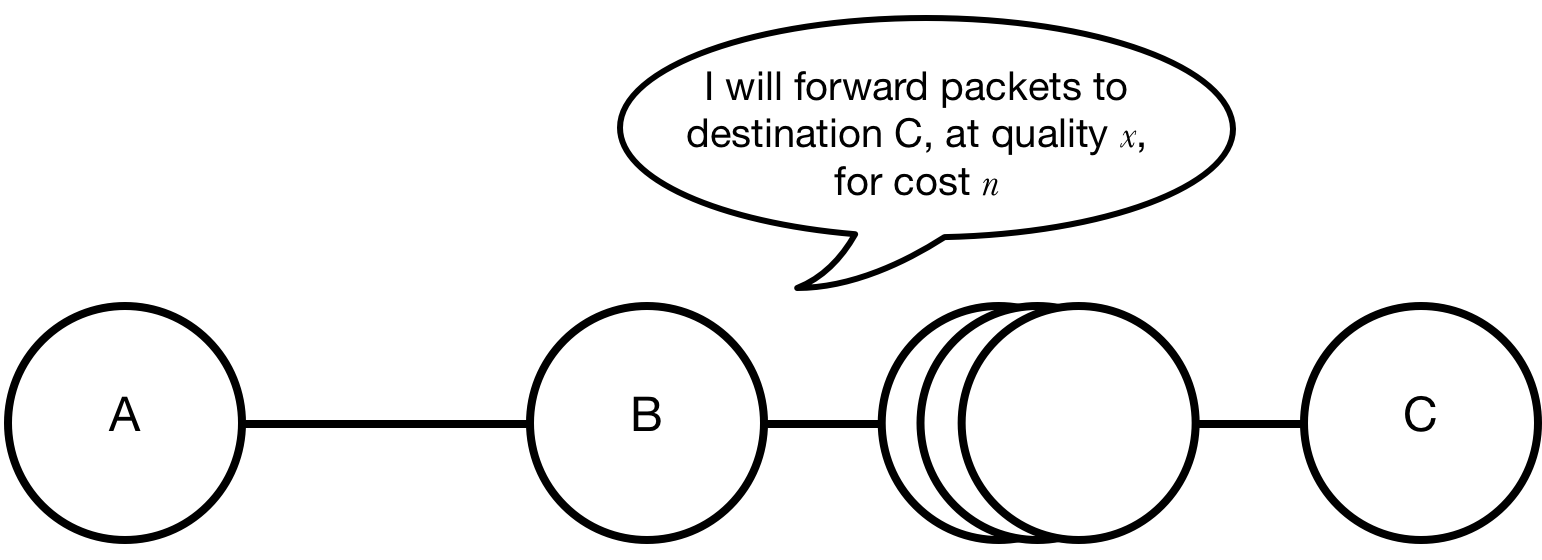 I will forward packets to
destination C, at quality x,
for cost n
A
B
C